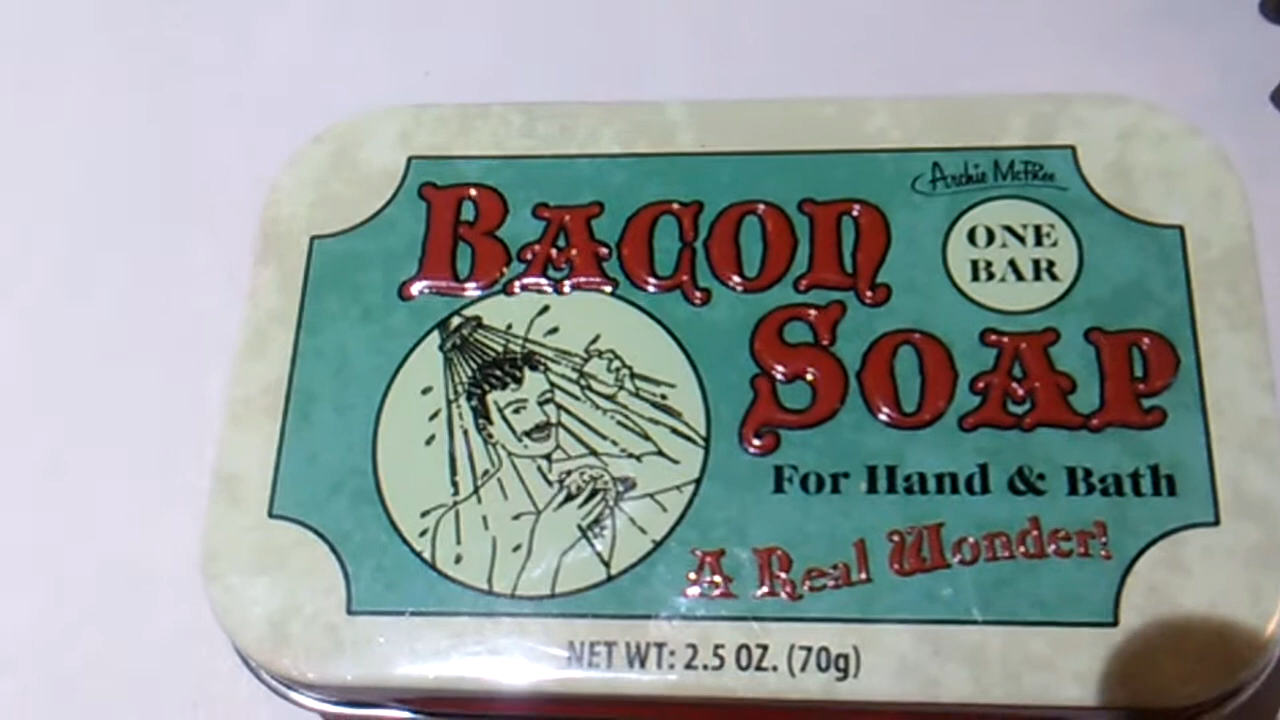 Archie McPhee
BACON
ONE
BAR
SOAP
For Hand & Bath
A Real Wonder!
NET WT: 2.5 OZ. (70g)